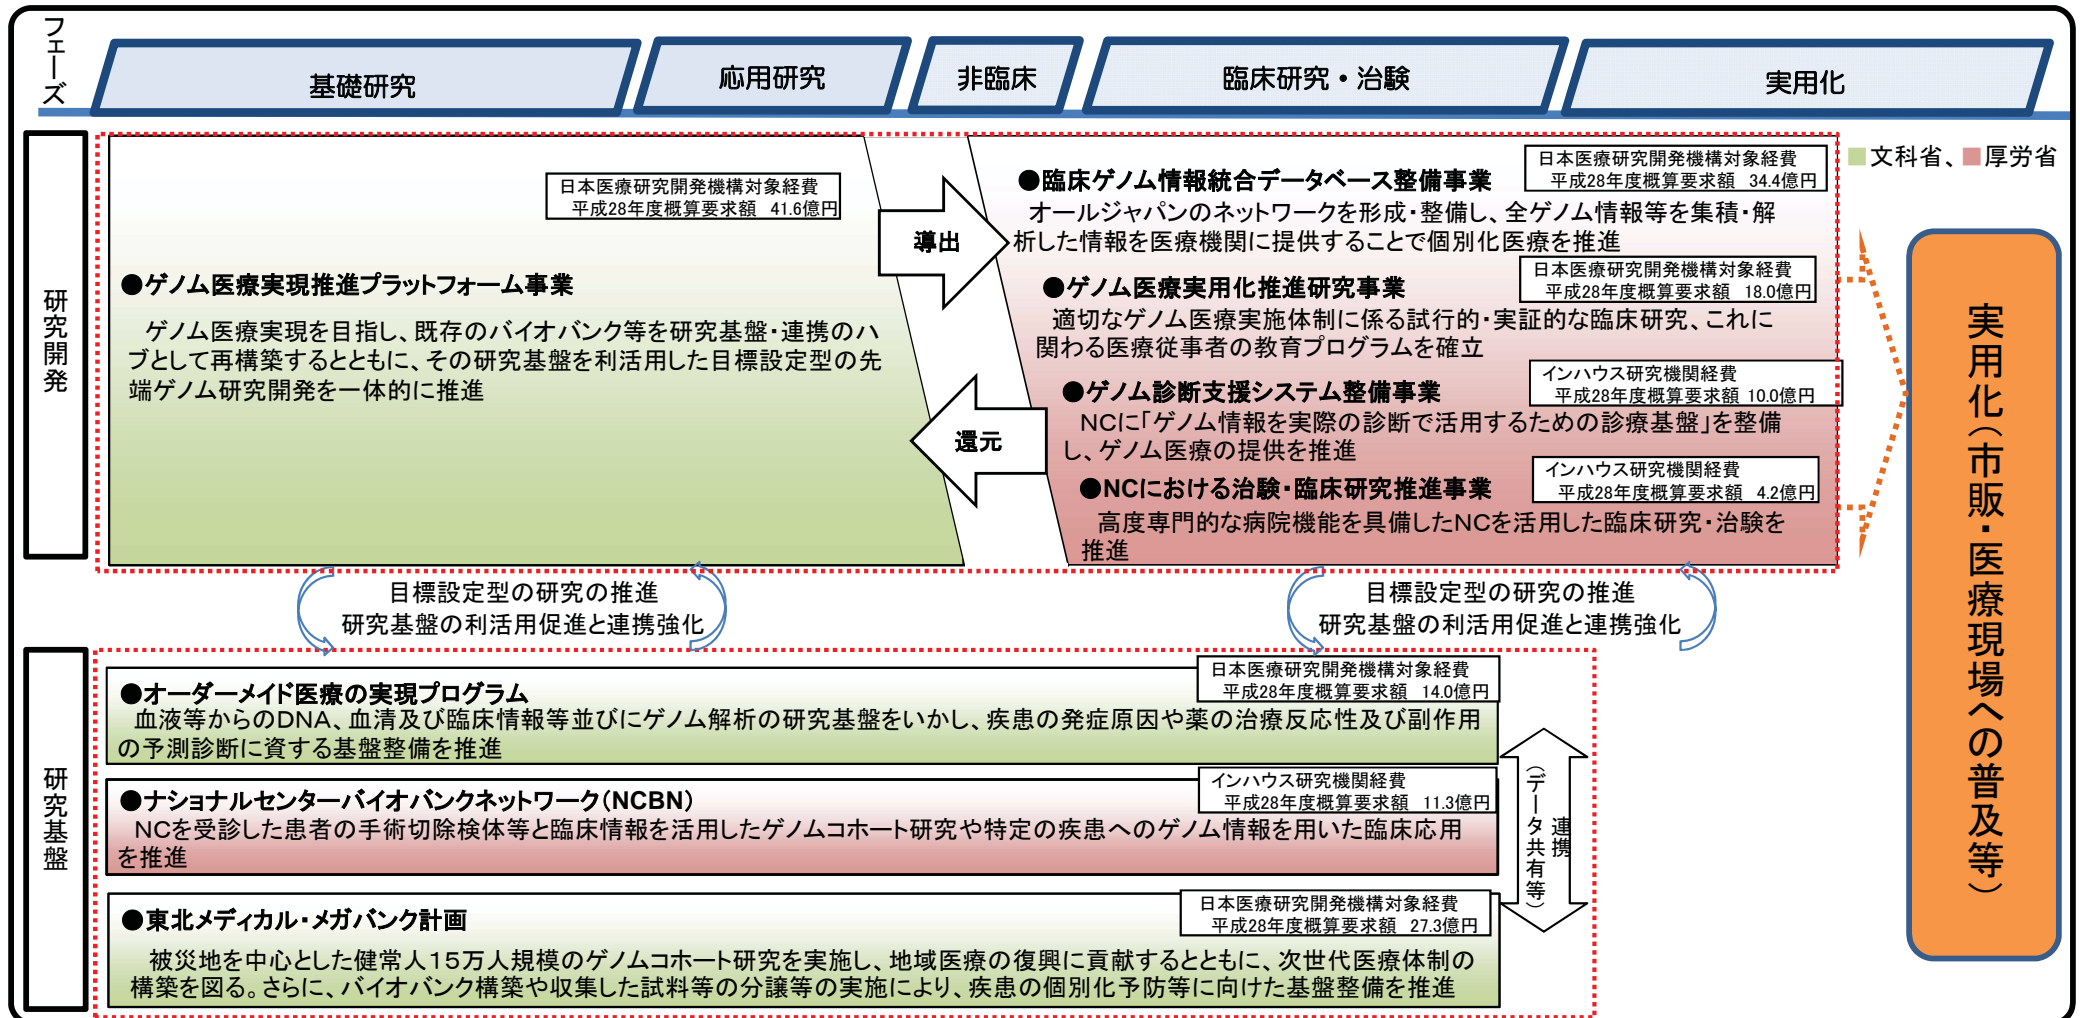 フェーズ
基礎研究
応用研究
非臨床
臨床研究・治験
実用化
■文科省、■厚労省
研究開発
日本医療研究開発機構対象経費
平成28年度概算要求額 41.6億円
●ゲノム医療実現推進プラットフォーム事業
ゲノム医療実現を目指し、既存のバイオバンク等を研究基盤・連携のハ
ブとして再構築するとともに、その研究基盤を利活用した目標設定型の先
端ゲノム研究開発を一体的に推進
導出
還元
日本医療研究開発機構対象経費
平成28年度概算要求額 34.4億円
●臨床ゲノム情報統合データベース整備事業
オールジャパンのネットワークを形成・整備し、全ゲノム情報等を集積・解
析した情報を医療機関に提供することで個別化医療を推進
日本医療研究開発機構対象経費
平成28年度概算要求額 18.0億円
●ゲノム医療実用化推進研究事業
適切なゲノム医療実施体制に係る試行的・実証的な臨床研究、これに
関わる医療従事者の教育プログラムを確立
インハウス研究機関経費
平成28年度概算要求額 10.0億円
●ゲノム診断支援システム整備事業
NCに「ゲノム情報を実際の診断で活用するための診療基盤」を整備
し、ゲノム医療の提供を推進
インハウス研究機関経費
平成28年度概算要求額 4.2億円
●NCにおける治験・臨床研究推進事業
高度専門的な病院機能を具備したNCを活用した臨床研究・治験を
推進
実用化（市販・医療現場への普及等）
目標設定型の研究の推進
研究基盤の利活用促進と連携強化
目標設定型の研究の推進
研究基盤の利活用促進と連携強化
研究基盤
日本医療研究開発機構対象経費
平成28年度概算要求額 14.0億円
●オーダーメイド医療の実現プログラム
血液等からのDNA、血清及び臨床情報等並びにゲノム解析の研究基盤をいかし、疾患の発症原因や薬の治療反応性及び副作用
の予測診断に資する基盤整備を推進
インハウス研究機関経費
平成28年度概算要求額 11.3億円
●ナショナルセンターバイオバンクネットワーク（NCBN）
NCを受診した患者の手術切除検体等と臨床情報を活用したゲノムコホート研究や特定の疾患へのゲノム情報を用いた臨床応用
を推進
日本医療研究開発機構対象経費
平成28年度概算要求額 27.3億円
●東北メディカル・メガバンク計画
被災地を中心とした健常人15万人規模のゲノムコホート研究を実施し、地域医療の復興に貢献するとともに、次世代医療体制の
構築を図る。さらに、バイオバンク構築や収集した試料等の分譲等の実施により、疾患の個別化予防等に向けた基盤整備を推進
連携
（データ共有等）